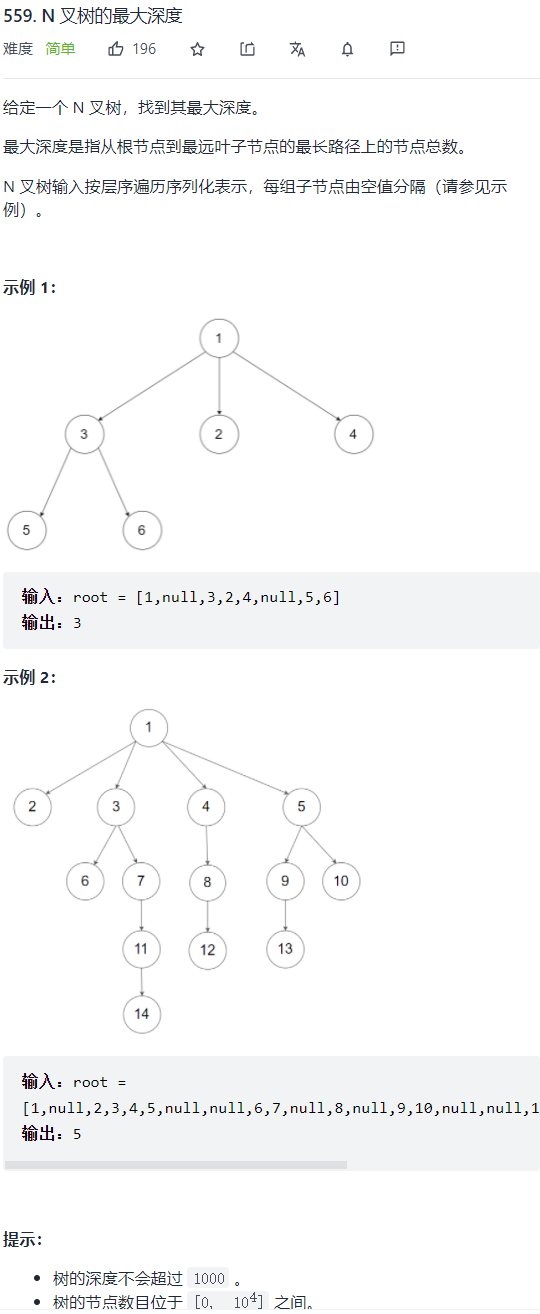 559. N 叉树的最大深度
难度 简单 196
给定一个 N 叉树，找到其最大深度。
最大深度是指从根节点到最远叶子节点的最长路径上的节点总数。
N 叉树输入按层序遍历序列化表示，每组子节点由空值分隔（请参见示
例）。
示例 1：
1
3 2 4
5 6
输入：root = [1,null,3,2,4,null,5,6]
输出：3
示例 2：
1
2 3 4 5
6 7 8 9 10
11 12 13
14
输入：root =
[1,null,2,3,4,5,null,null,6,7,null,8,null,9,10,null,null,1
输出：5
提示：
树的深度不会超过 1000 。
树的节点数目位于 [0, 10^4] 之间。